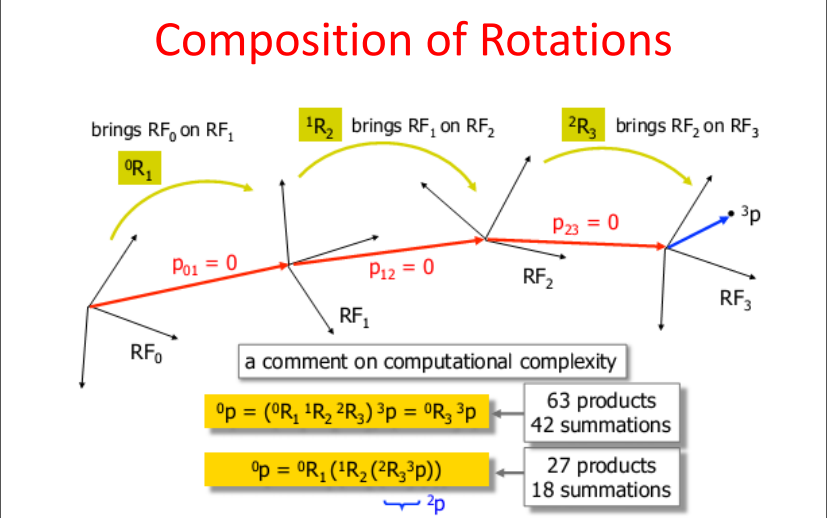 Composition of Rotations
brings RF₀ on RF₁
⁰R₁
¹R₂ brings RF₁ on RF₂
²R₃ brings RF₂ on RF₃
p₀₁ = 0
p₁₂ = 0
p₂₃ = 0
³p
RF₀
RF₁
RF₂
RF₃
a comment on computational complexity
⁰p = (⁰R₁ ¹R₂ ²R₃) ³p = ⁰R₃ ³p
63 products
42 summations
⁰p = ⁰R₁ (¹R₂ (²R₃ ³p))
27 products
18 summations
²p